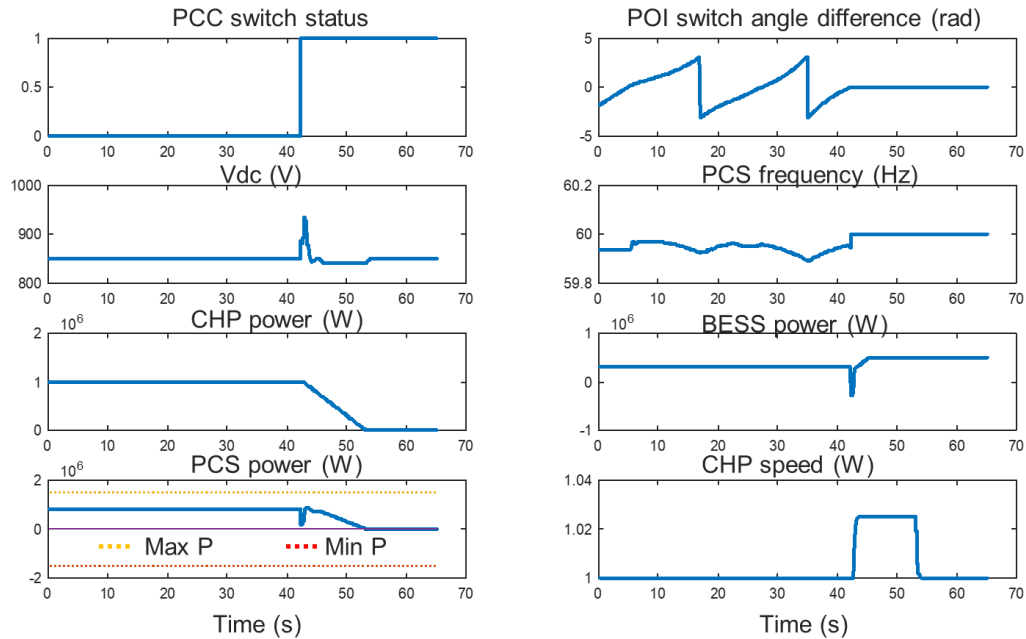 PCC switch status
1
0.5
0
0 10 20 30 40 50 60 70
POI switch angle difference (rad)
5
0
-5
0 10 20 30 40 50 60 70
Vdc (V)
1000
900
800
0 10 20 30 40 50 60 70
PCS frequency (Hz)
60.2
60
59.8
0 10 20 30 40 50 60 70
CHP power (W)
10^6
2
1
0
0 10 20 30 40 50 60 70
BESS power (W)
10^6
1
0
-1
0 10 20 30 40 50 60 70
PCS power (W)
10^6
2
0
-2
Max P
Min P
0 10 20 30 40 50 60 70
Time (s)
CHP speed (W)
1.04
1.02
1
0 10 20 30 40 50 60 70
Time (s)